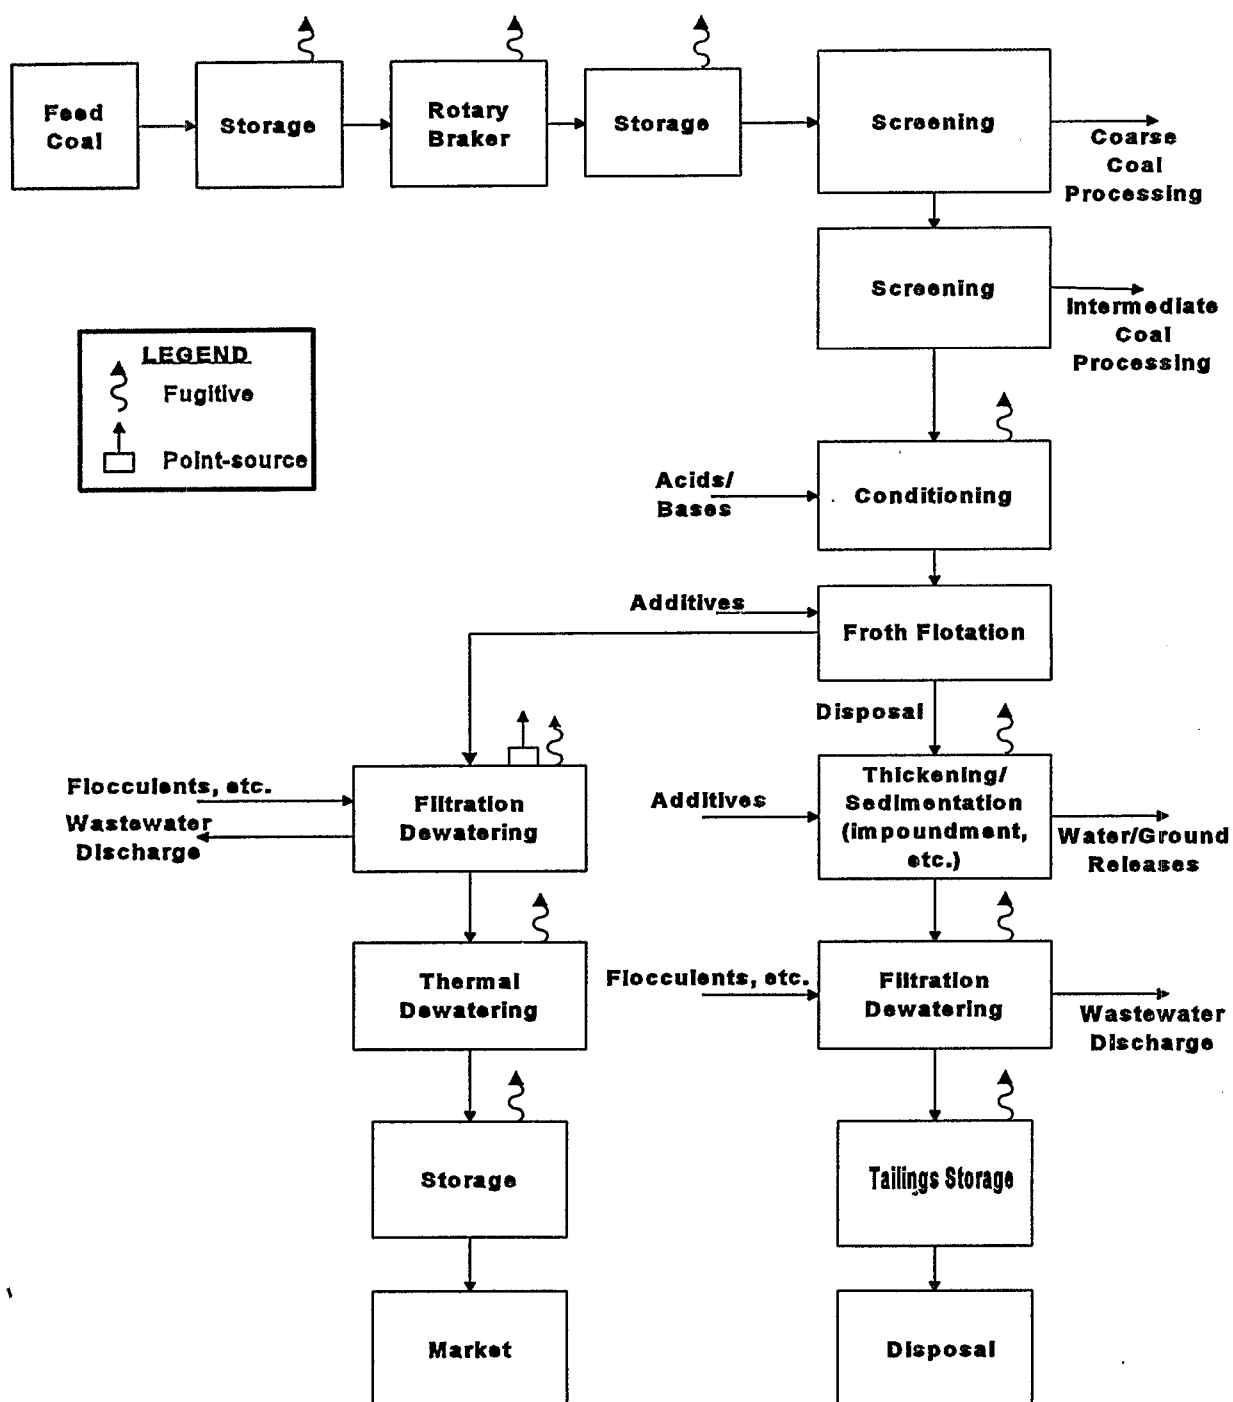 Feed
Coal
Storage
Rotary
Braker
Storage
Screening
Coarse
Coal
Processing
Screening
Intermediate
Coal
Processing
LEGEND
Fugitive
Point-source
Acids/
Bases
Conditioning
Additives
Froth Flotation
Disposal
Flocculents, etc.
Wastewater
Discharge
Filtration
Dewatering
Additives
Thickening/
Sedimentation
(impoundment,
etc.)
Water/Ground
Releases
Thermal
Dewatering
Flocculents, etc.
Filtration
Dewatering
Wastewater
Discharge
Storage
Tailings Storage
Market
Disposal